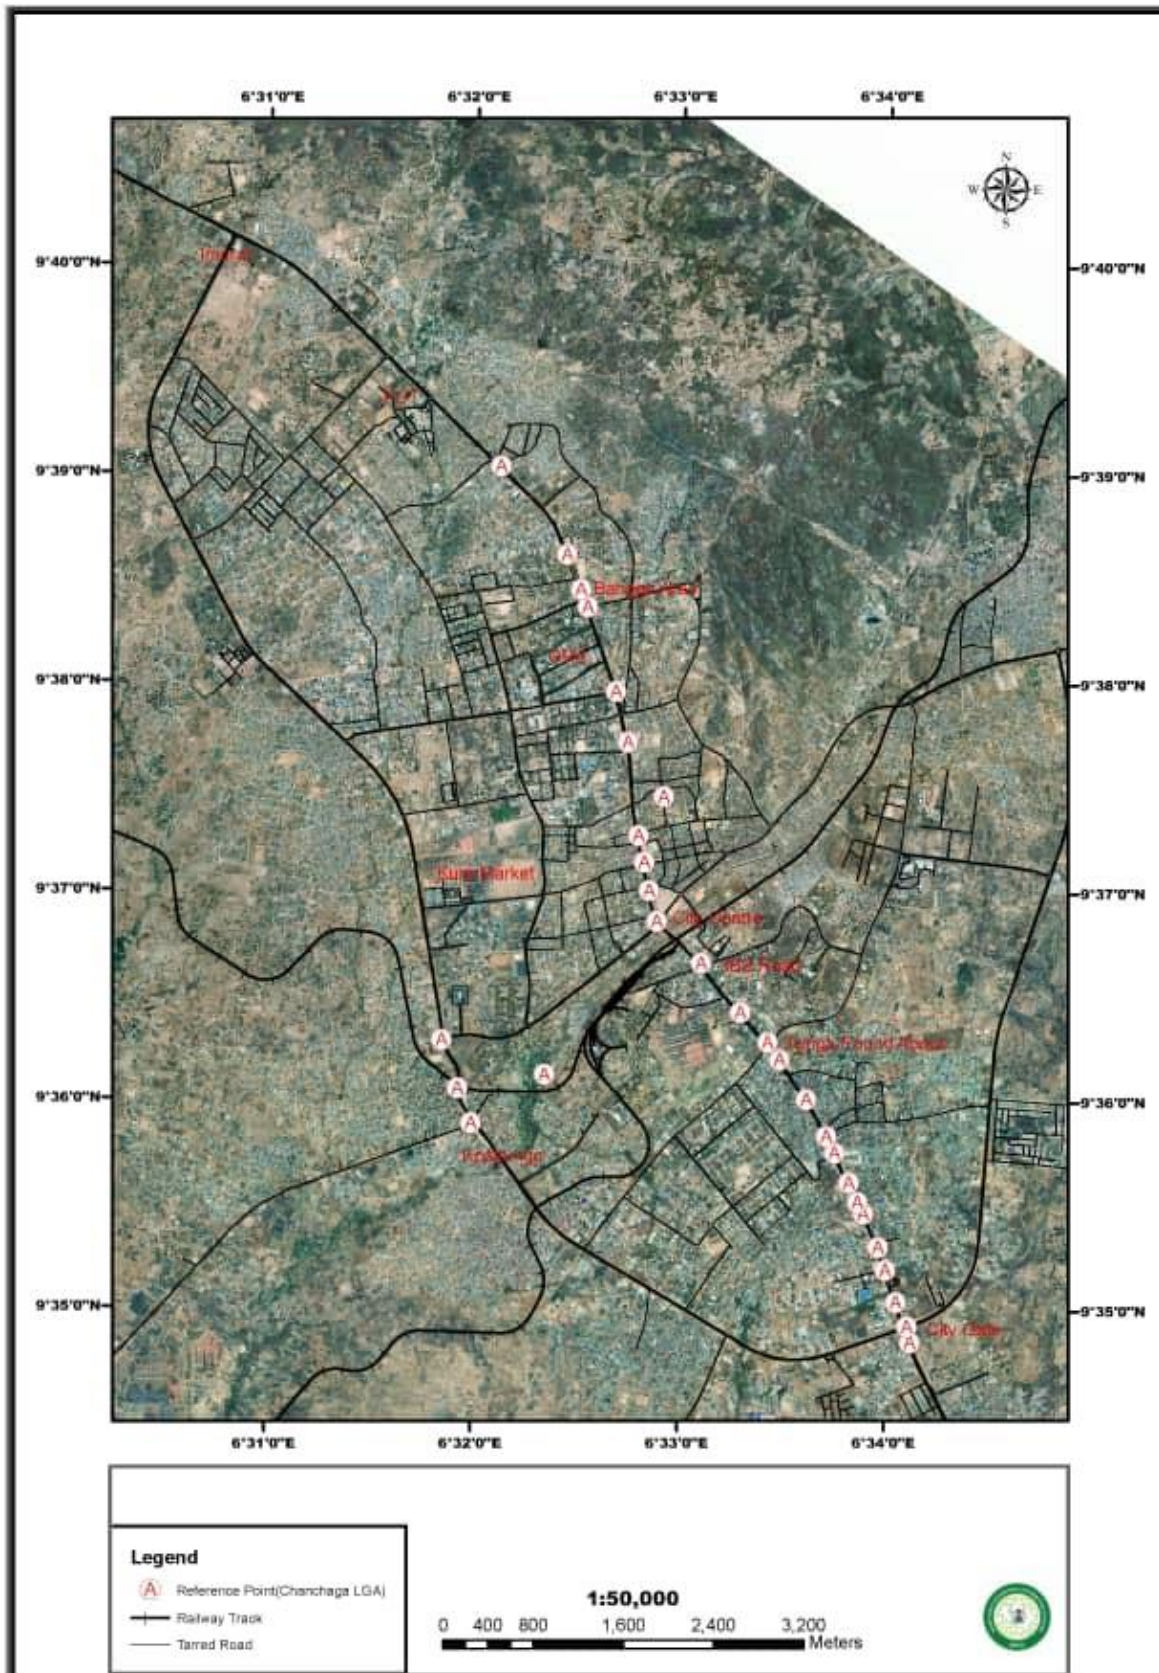 6°31'0"E 6°32'0"E 6°33'0"E 6°34'0"E
N
W E
S
9°40'0"N 9°40'0"N
9°39'0"N 9°39'0"N
A
A
A
A
9°38'0"N 9°38'0"N
A
A
A
A
A
Kure Market
9°37'0"N 9°37'0"N
A
A City Centre
A
A
A A
A
A
9°36'0"N 9°36'0"N
A
A
A
A
A
A
A
A
A
A
A
9°35'0"N 9°35'0"N
A
A City Gate
A
6°31'0"E 6°32'0"E 6°33'0"E 6°34'0"E
Legend
A Reference Point(Chanchaga LGA)
Railway Track
Tarred Road
1:50,000
0 400 800 1,600 2,400 3,200
Meters